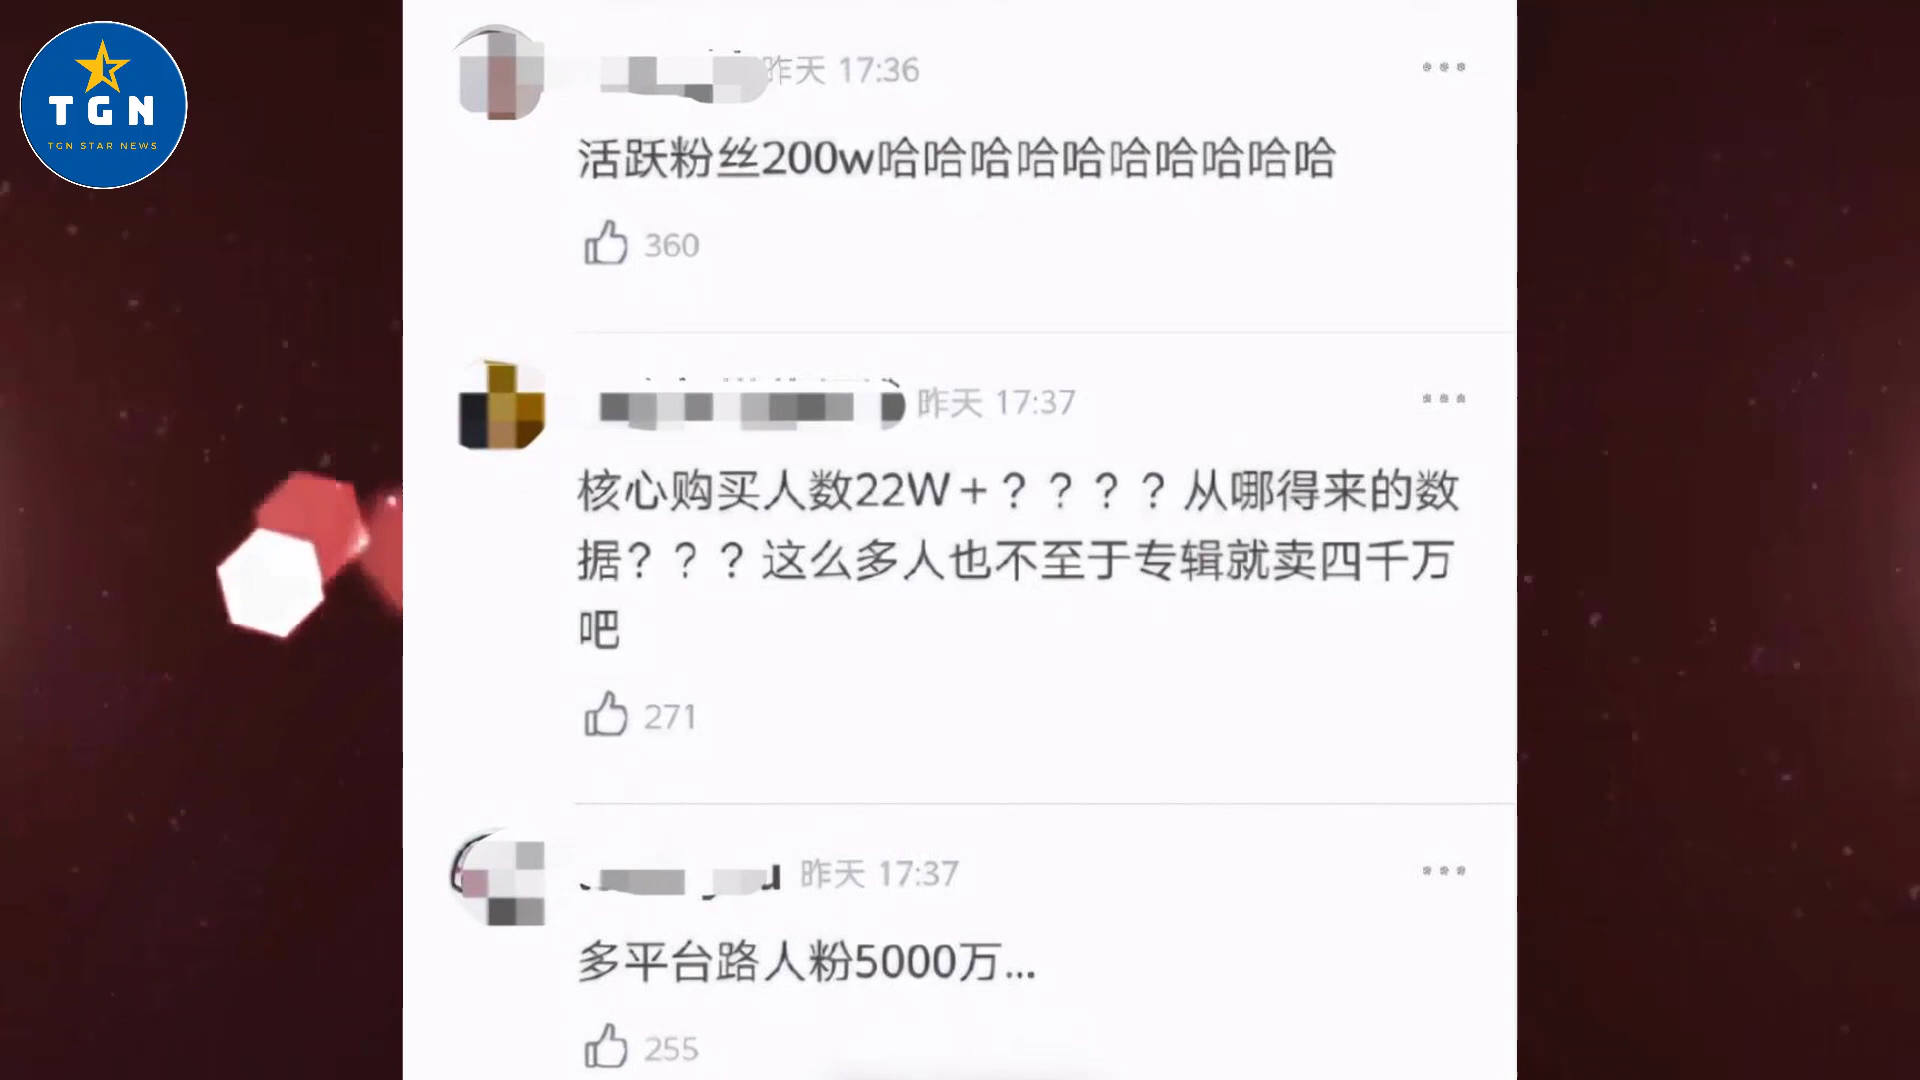 TGN
TGN STAR NEWS
昨天 17:36
活跃粉丝200w哈哈哈哈哈哈哈哈哈哈
360
昨天 17:37
核心购买人数22W+？？？？从哪得来的数
据？？？这么多人也不至于专辑就卖四千万
吧
271
昨天 17:37
多平台路人粉5000万...
255